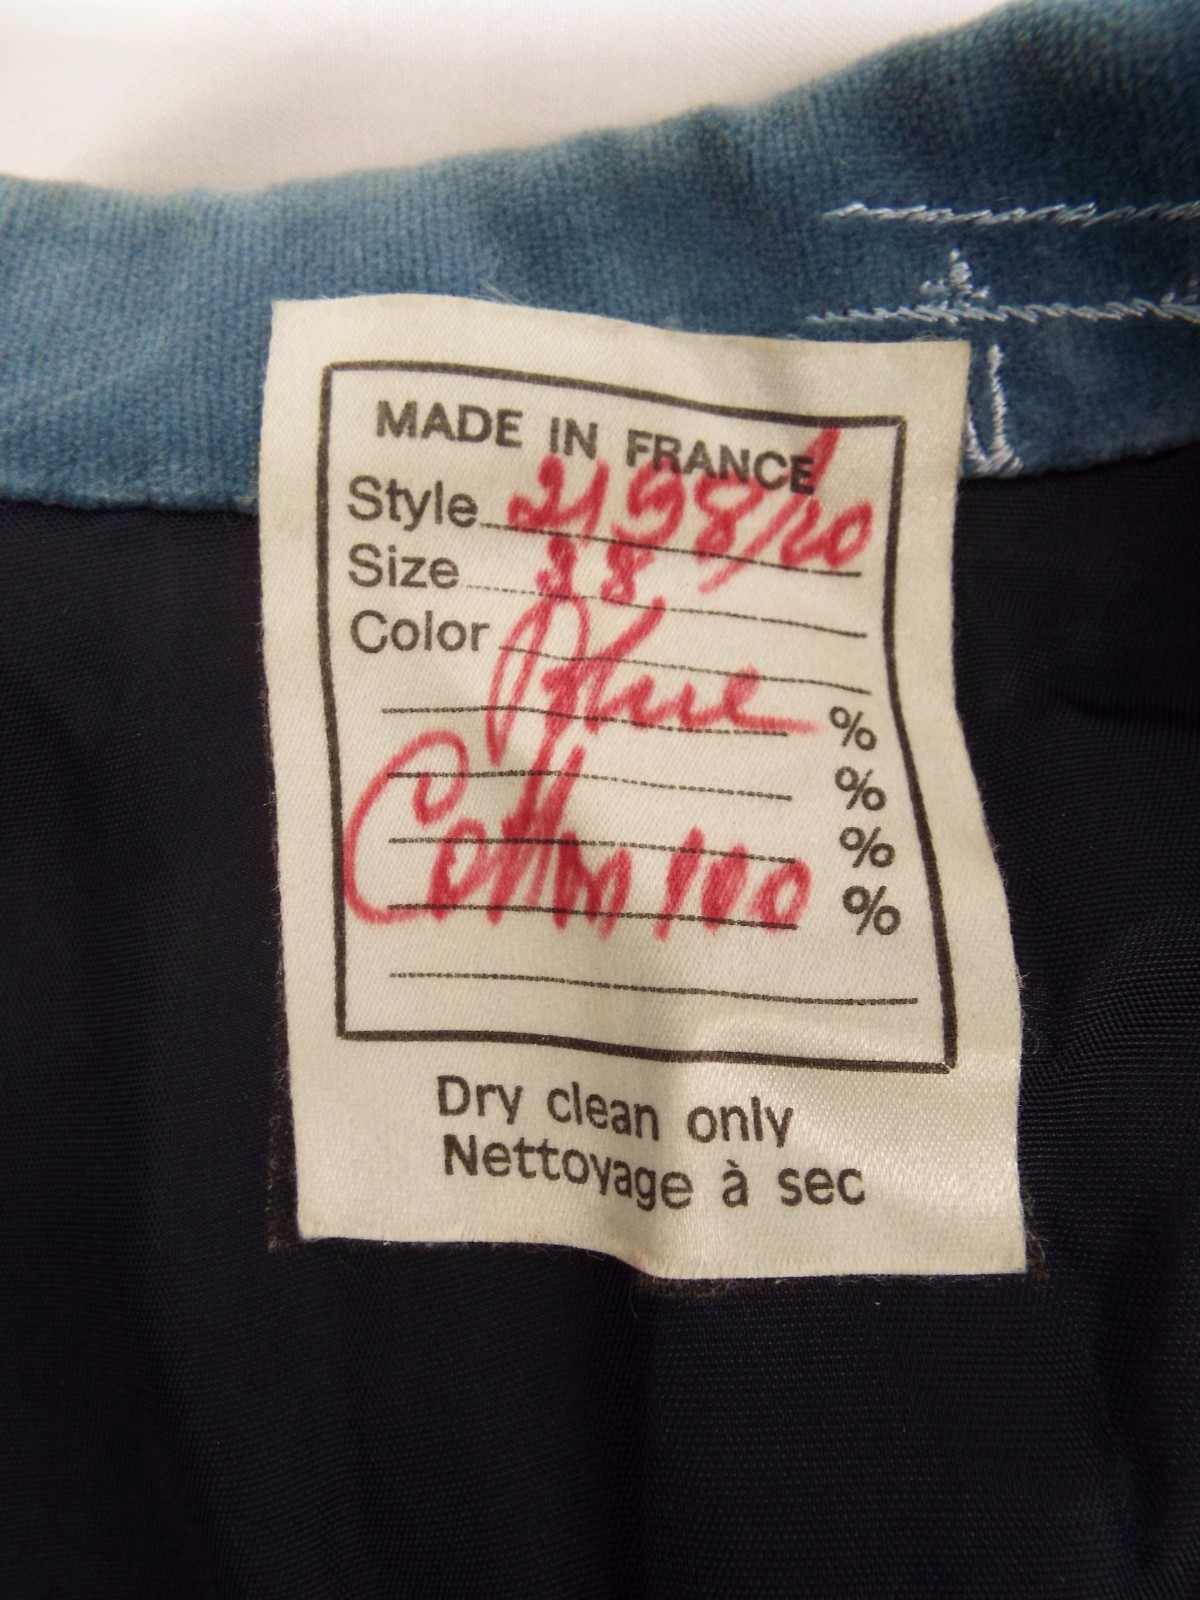 MADE IN FRANCE
Style 2198/20
Size 38
Color Blue
%
%
%
Cotton 100 %
Dry clean only
Nettoyage à sec